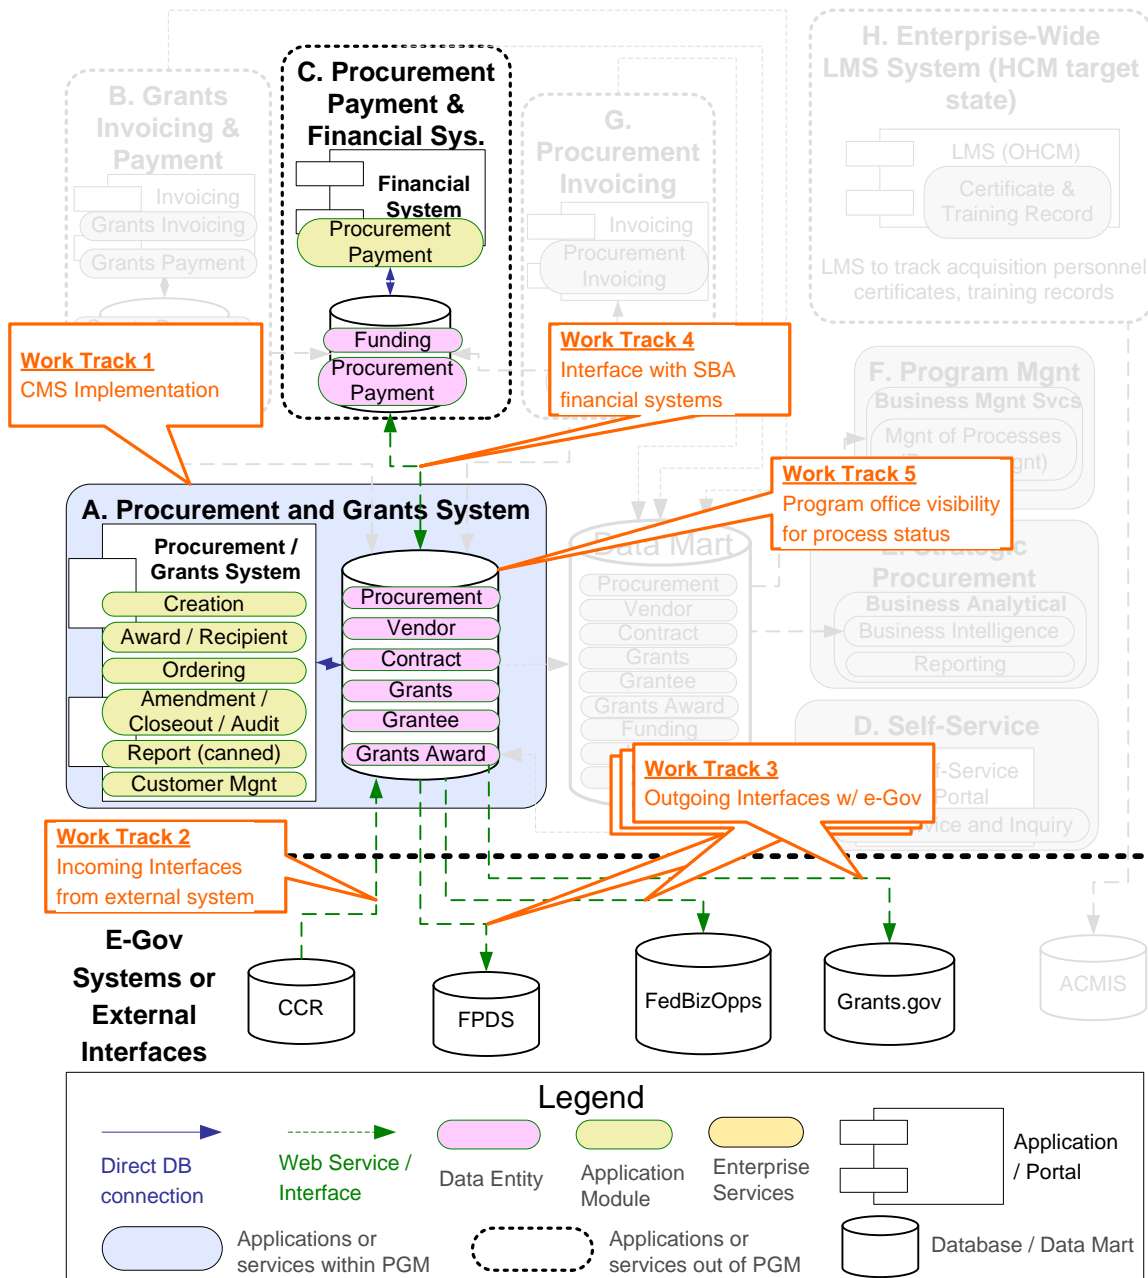 B. Grants
Invoicing &
Payment
Invoicing
Grants Invoicing
Grants Payment
C. Procurement
Payment &
Financial Sys.
Financial
System
Procurement
Payment
Funding
Procurement
Payment
G.
Procurement
Invoicing
Invoicing
Procurement
Invoicing
H. Enterprise-Wide
LMS System (HCM target
state)
LMS (OHCM)
Certificate &
Training Record
LMS to track acquisition personnel
certificates, training records
Work Track 1
CMS Implementation
Work Track 4
Interface with SBA
financial systems
F. Program Mgnt
Business Mgnt Svcs
Mgnt of Processes
Work Track 5
Program office visibility
for process status
A. Procurement and Grants System
Procurement /
Grants System
Creation
Award / Recipient
Ordering
Amendment /
Closeout / Audit
Report (canned)
Customer Mgnt
Procurement
Vendor
Contract
Grants
Grantee
Grants Award
Data Mart
Procurement
Vendor
Contract
Grants
Grantee
Grants Award
Funding
E. Strategic
Procurement
Business Analytical
Business Intelligence
Reporting
D. Self-Service
Self-Service
Portal
and Inquiry
Work Track 3
Outgoing Interfaces w/ e-Gov
Work Track 2
Incoming Interfaces
from external system
E-Gov
Systems or
External
Interfaces
CCR
FPDS
FedBizOpps
Grants.gov
ACMIS
Legend
Direct DB
connection
Web Service /
Interface
Data Entity
Application
Module
Enterprise
Services
Application
/ Portal
Applications or
services within PGM
Applications or
services out of PGM
Database / Data Mart